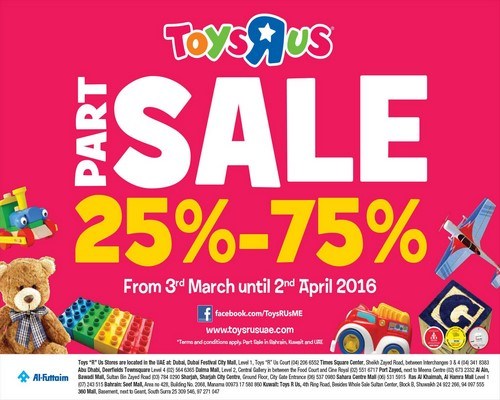 TOYSЯUS
PART
SALE
25%-75%
From 3rd March until 2nd April 2016
facebook.com/ToysRUsME
www.toysrusuae.com
*Terms and conditions apply. Part Sale in Bahrain, Kuwait and UAE
G
Toys "R" Us Stores are located in the UAE at: Dubai, Dubai Festival City Mall, Level 1, Toys "R" Us Court (04) 206 6552 Times Square Center, Sheikh Zayed Road, between Interchanges 3 & 4 (04) 341 8383
Abu Dhabi, Deerfields Townsquare Level 4 (02) 564 6365 Dalma Mall, Level 2, Central Gallery in between the Food Court and Cine Royal (02) 551 8717 Port Zayed, next to Meena Centre (02) 673 2332 Al Ain,
Bawadi Mall, Sultan Bin Zayed Road (03) 784 0290 Sharjah, Sharjah City Centre, Ground Floor, City Gate Entrance (06) 537 0980 Sahara Centre Mall (06) 531 5915 Ras Al Khaimah, Al Hamra Mall Level 1
(07) 243 515 Bahrain: Seef Mall, Area no 428, Building No. 2068, Manama 00973 17 580 860 Kuwait: Toys R Us, 4th Ring Road, Besides Whole Sale Sultan Center, Block 8, Shuwaikh 24 922 266, 94 097 555
360 Mall, Basement, next to Geant, South Surra 25 309 546, 97 271 047
Al-Futtaim